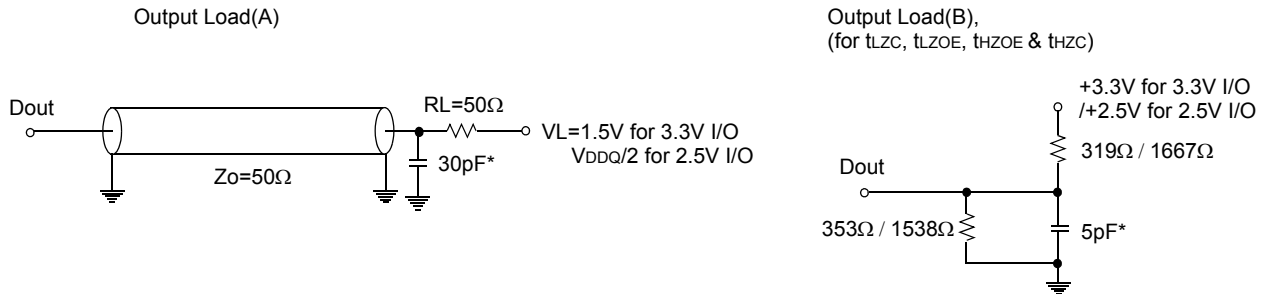 Output Load(A)
Dout
Zo=50Ω
RL=50Ω
30pF*
VL=1.5V for 3.3V I/O
VDDQ/2 for 2.5V I/O
Output Load(B),
(for tLZC, tLZOE, tHZOE & tHZC)
+3.3V for 3.3V I/O
/+2.5V for 2.5V I/O
319Ω / 1667Ω
Dout
353Ω / 1538Ω
5pF*